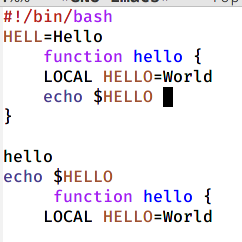 #!/bin/bash
HELL=Hello
    function hello {
    LOCAL HELLO=World
    echo $HELLO
}

hello
echo $HELLO
     function hello {
    LOCAL HELLO=World